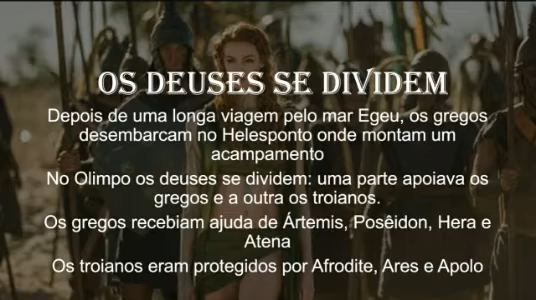 OS DEUSES SE DIVIDEM
Depois de uma longa viagem pelo mar Egeu, os gregos
desembarcam no Helesponto onde montam um
acampamento
No Olimpo os deuses se dividem: uma parte apoiava os
gregos e a outra os troianos.
Os gregos recebiam ajuda de Ártemis, Posêidon, Hera e
Atena
Os troianos eram protegidos por Afrodite, Ares e Apolo